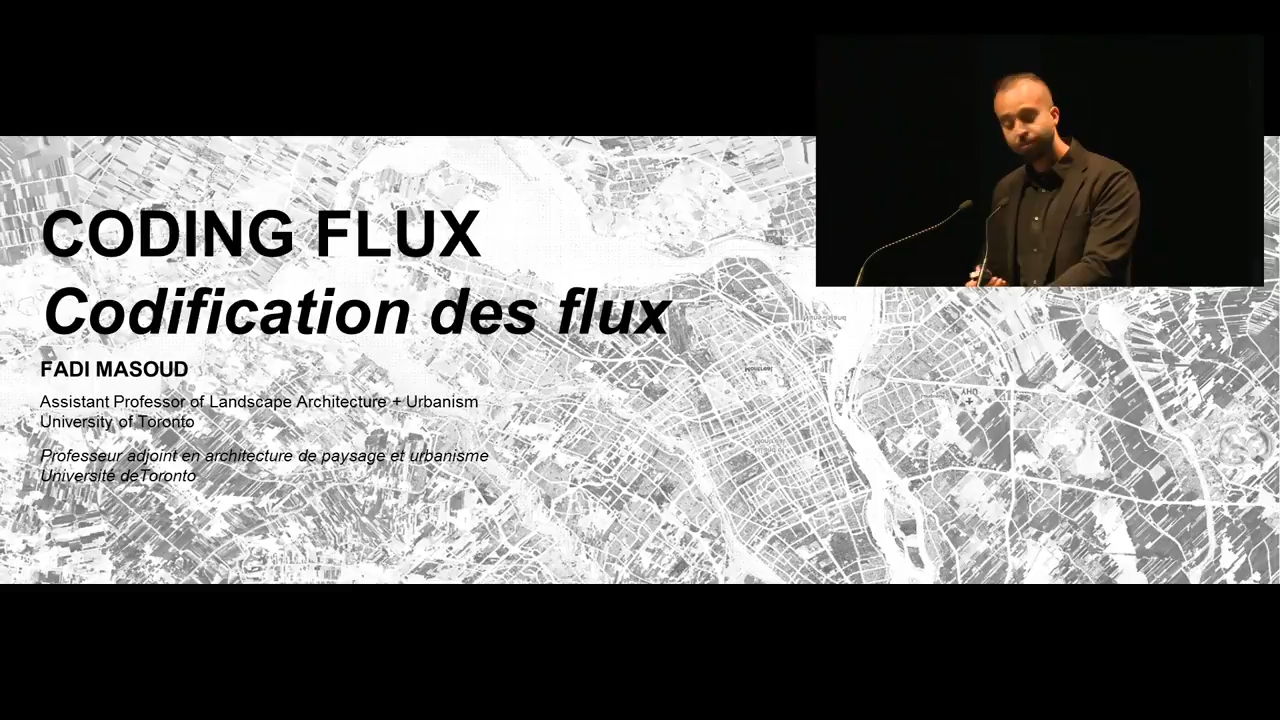 CODING FLUX
Codification des flux
FADI MASOUD
Assistant Professor of Landscape Architecture + Urbanism
University of Toronto
Professeur adjoint en architecture de paysage et urbanisme
Université deToronto
YHU